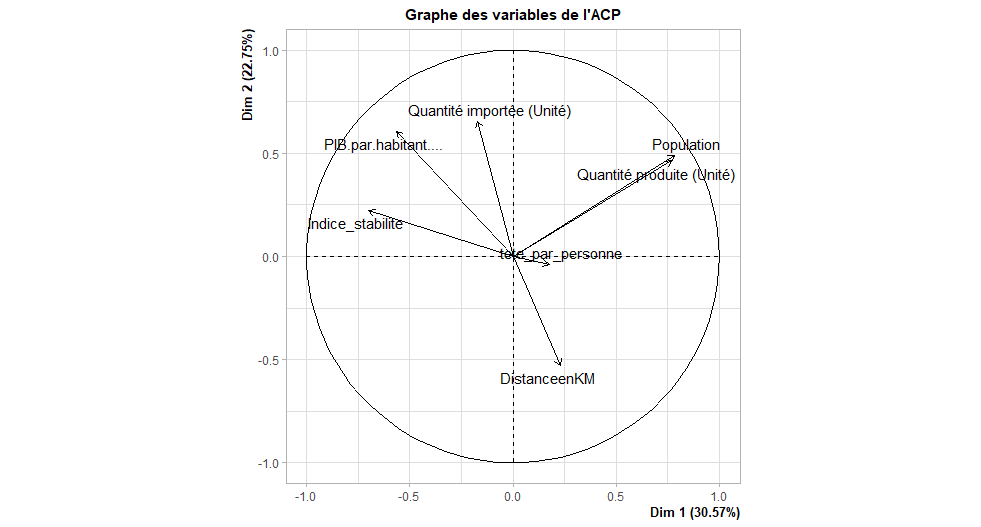 Graphe des variables de l'ACP
Dim 2 (22.75%)
1.0
0.5
0.0
-0.5
-1.0
Quantité importée (Unité)
PIB.par.habitant....
Population
Quantité produite (Unité)
Indice_stabilité
tete_par_personne
DistanceenKM
-1.0
-0.5
0.0
0.5
1.0
Dim 1 (30.57%)